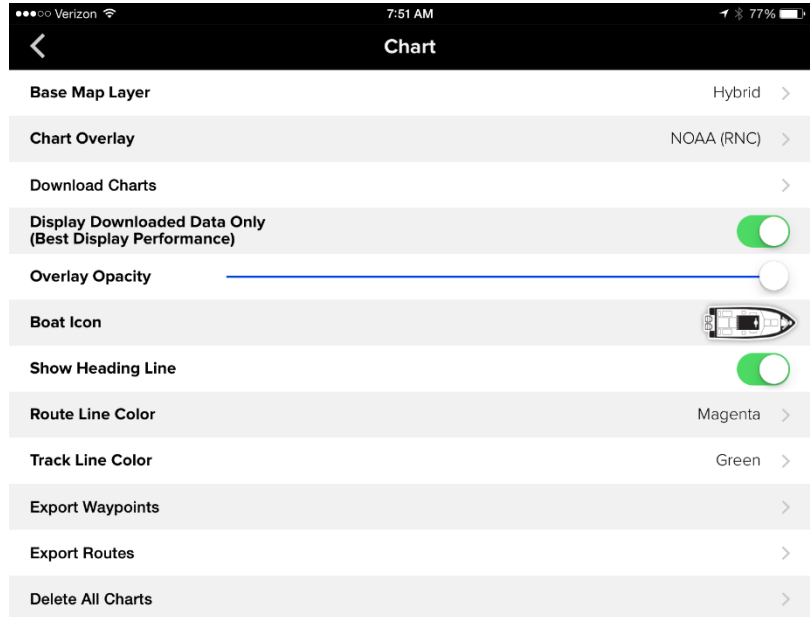 Verizon 7:51 AM 77%
Chart
Base Map Layer Hybrid
Chart Overlay NOAA (RNC)
Download Charts
Display Downloaded Data Only
(Best Display Performance)
Overlay Opacity
Boat Icon
Show Heading Line
Route Line Color Magenta
Track Line Color Green
Export Waypoints
Export Routes
Delete All Charts